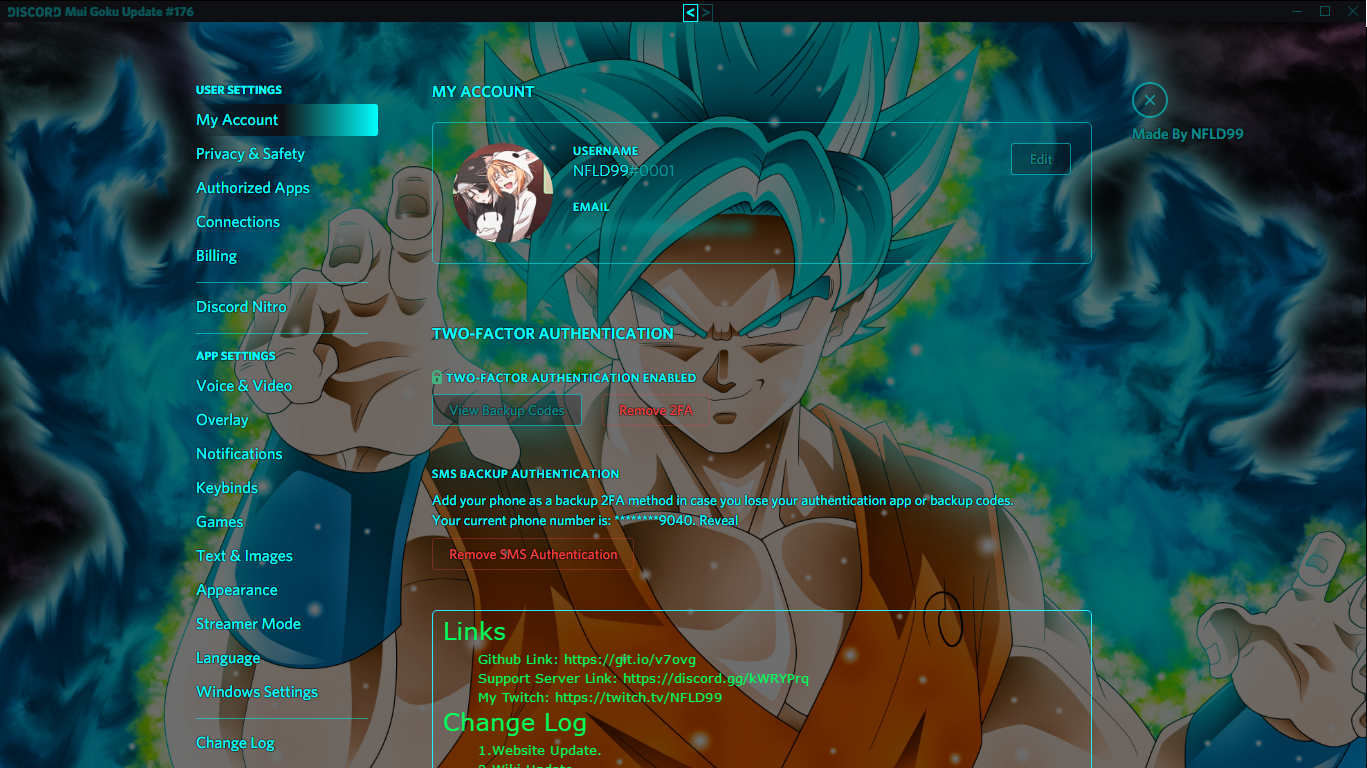 DISCORD Mui Goku Update #176
< >
USER SETTINGS
My Account
Privacy & Safety
Authorized Apps
Connections
Billing
Discord Nitro
APP SETTINGS
Voice & Video
Overlay
Notifications
Keybinds
Games
Text & Images
Appearance
Streamer Mode
Language
Windows Settings
Change Log
MY ACCOUNT
USERNAME
NFLD99#0001
Edit
EMAIL
TWO-FACTOR AUTHENTICATION
TWO-FACTOR AUTHENTICATION ENABLED
View Backup Codes
Remove 2FA
SMS BACKUP AUTHENTICATION
Add your phone as a backup 2FA method in case you lose your authentication app or backup codes.
Your current phone number is: ********9040. Reveal
Remove SMS Authentication
Links
Github Link: https://git.io/v7ovg
Support Server Link: https://discord.gg/kWRYPrq
My Twitch: https://twitch.tv/NFLD99
Change Log
1.Website Update.
2.Wiki Update
Made By NFLD99